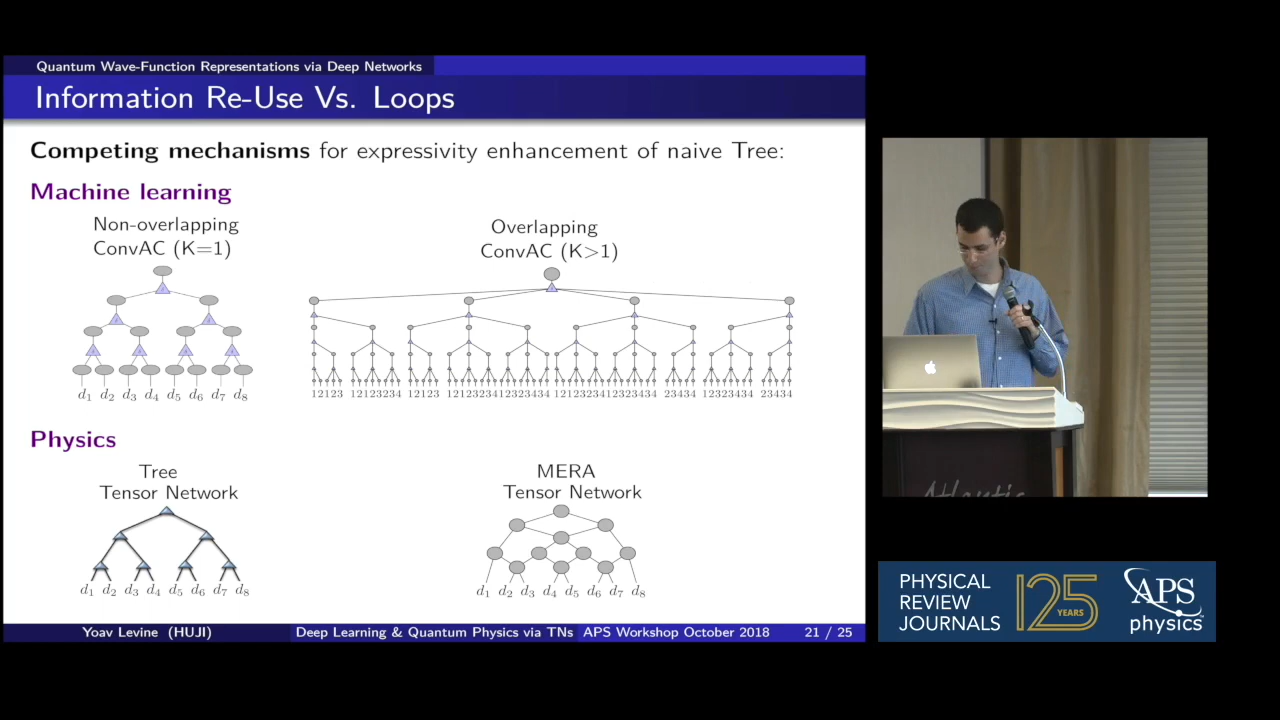 Quantum Wave-Function Representations via Deep Networks
Information Re-Use Vs. Loops
Competing mechanisms for expressivity enhancement of naive Tree:
Machine learning
Non-overlapping
ConvAC (K=1)
Overlapping
ConvAC (K>1)
d1 d2 d3 d4 d5 d6 d7 d8
Physics
Tree
Tensor Network
MERA
Tensor Network
d1 d2 d3 d4 d5 d6 d7 d8
d1 d2 d3 d4 d5 d6 d7 d8
Yoav Levine (HUJI) Deep Learning & Quantum Physics via TNs APS Workshop October 2018 21 / 25
Atlantic
PHYSICAL
REVIEW
JOURNALS
125
YEARS
APS
physics